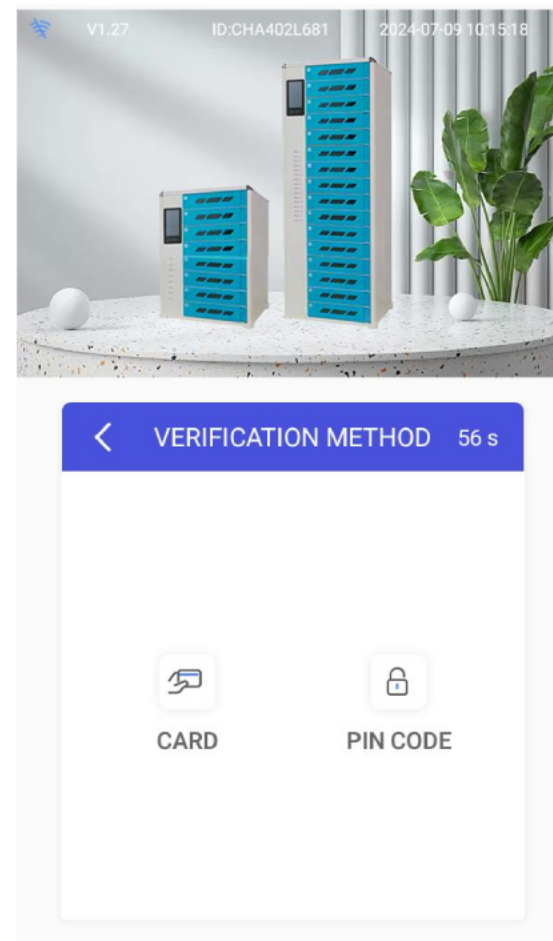 V1.27 ID:CHA402L681 2024-07-09 10:15:18
VERIFICATION METHOD 56 s
CARD PIN CODE